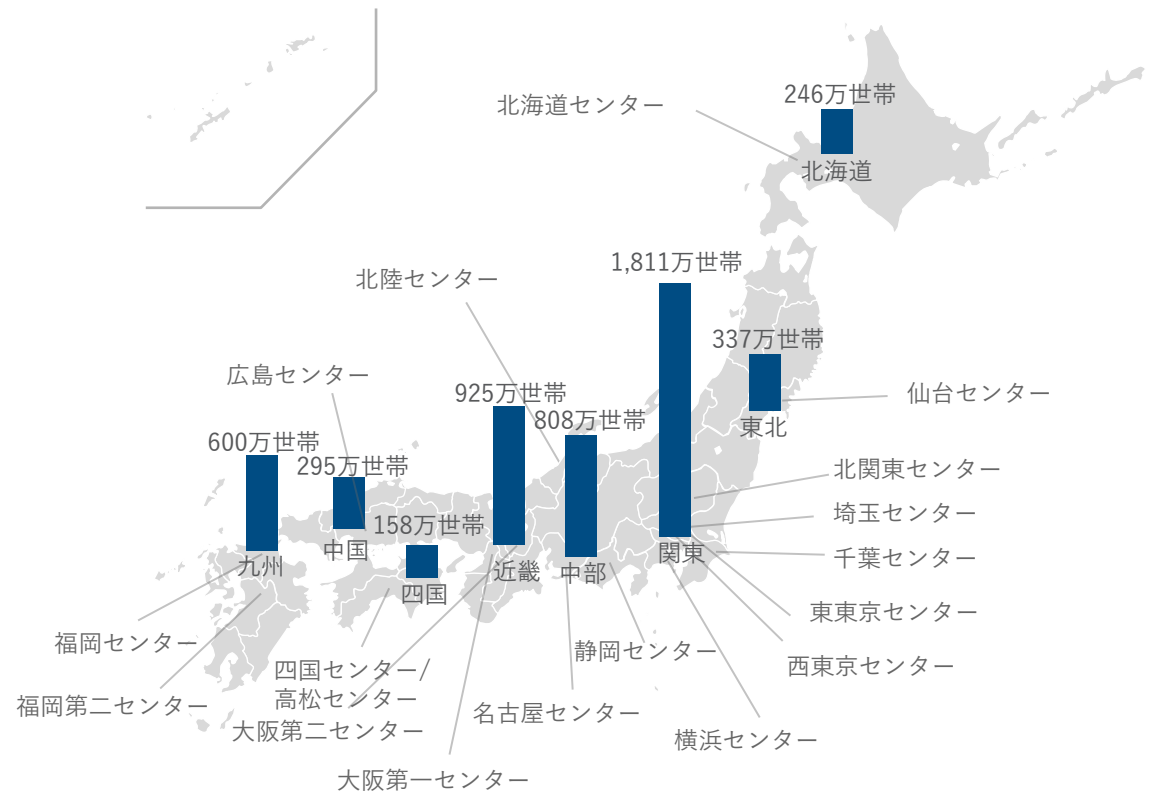 246万世帯
北海道センター
北海道
1,811万世帯
北陸センター
337万世帯
広島センター
925万世帯
仙台センター
808万世帯
東北
600万世帯
295万世帯
北関東センター
埼玉センター
158万世帯
中国
関東
千葉センター
九州
近畿
中部
四国
東東京センター
福岡センター
静岡センター
西東京センター
四国センター/
高松センター
福岡第二センター
名古屋センター
大阪第二センター
横浜センター
大阪第一センター